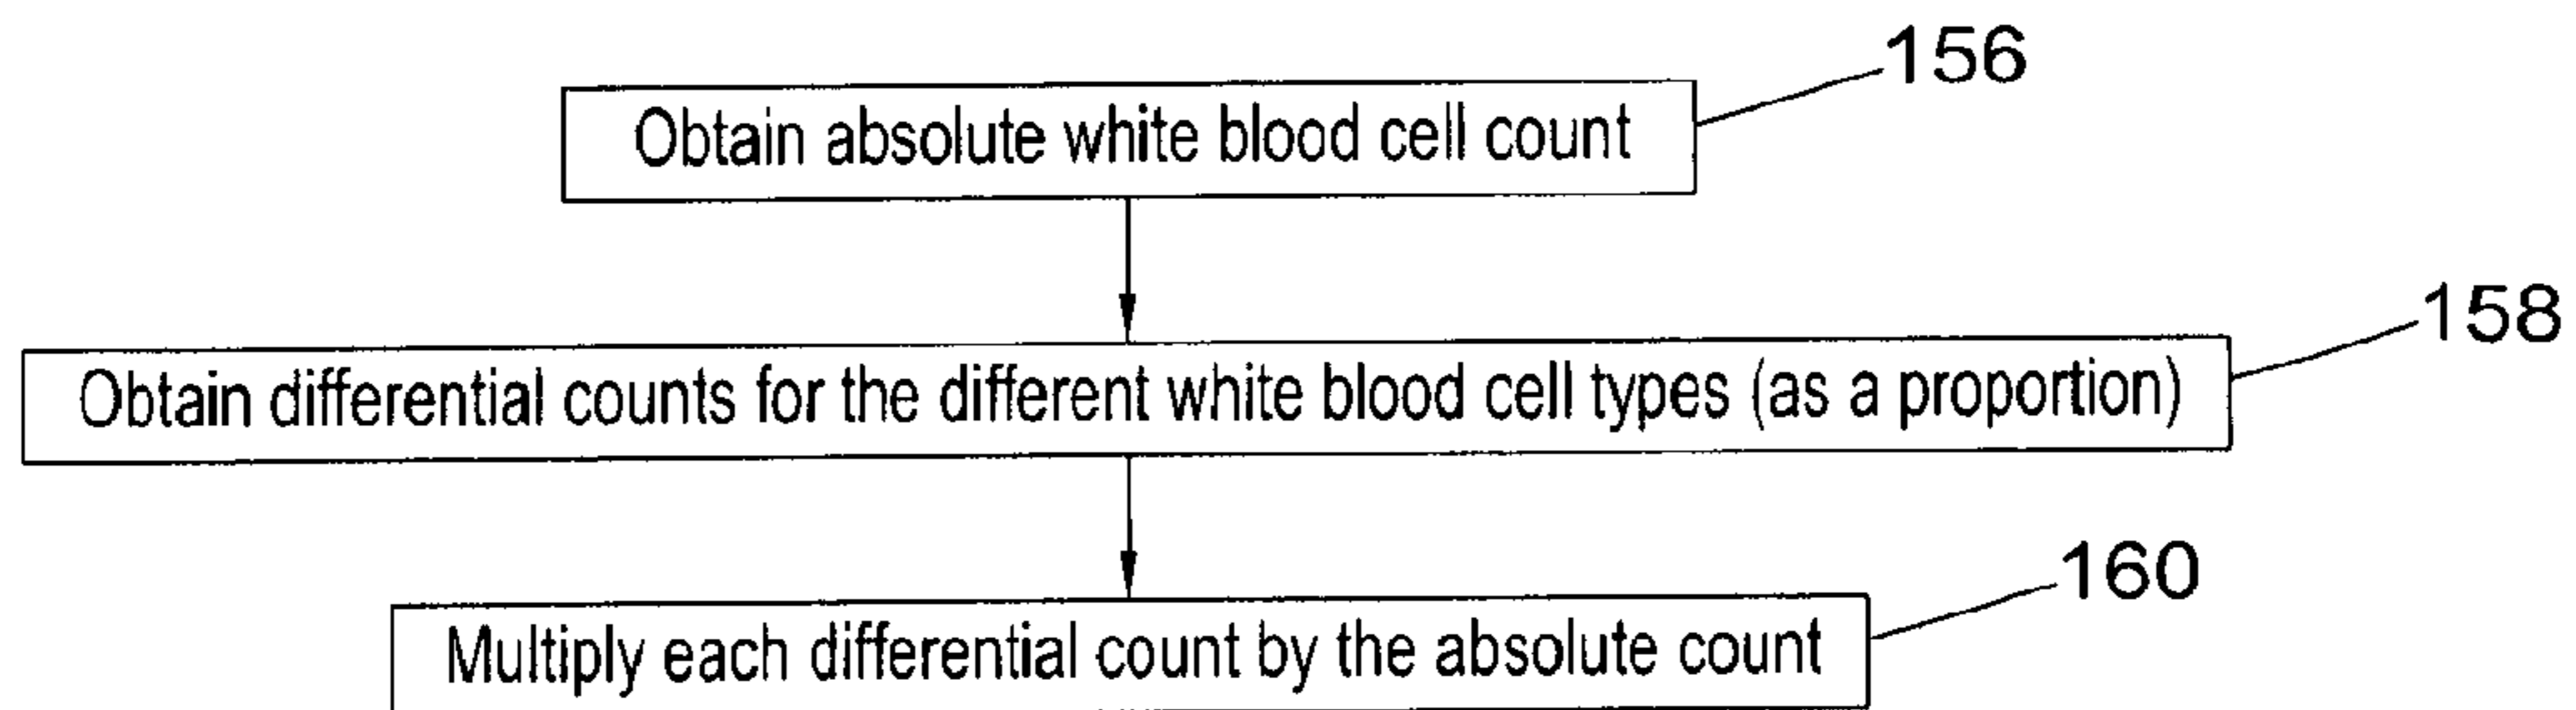 156
Obtain absolute white blood cell count
158
Obtain differential counts for the different white blood cell types (as a proportion)
160
Multiply each differential count by the absolute count